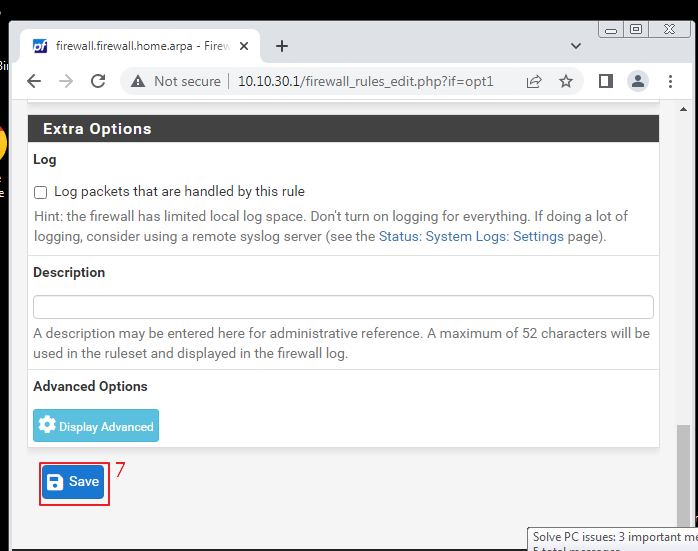 firewall.firewall.home.arpa - Firew
Not secure | 10.10.30.1/firewall_rules_edit.php?if=opt1
Extra Options
Log
Log packets that are handled by this rule
Hint: the firewall has limited local log space. Don't turn on logging for everything. If doing a lot of
logging, consider using a remote syslog server (see the Status: System Logs: Settings page).
Description
A description may be entered here for administrative reference. A maximum of 52 characters will be
used in the ruleset and displayed in the firewall log.
Advanced Options
Display Advanced
Save
7
Solve PC issues: 3 important me